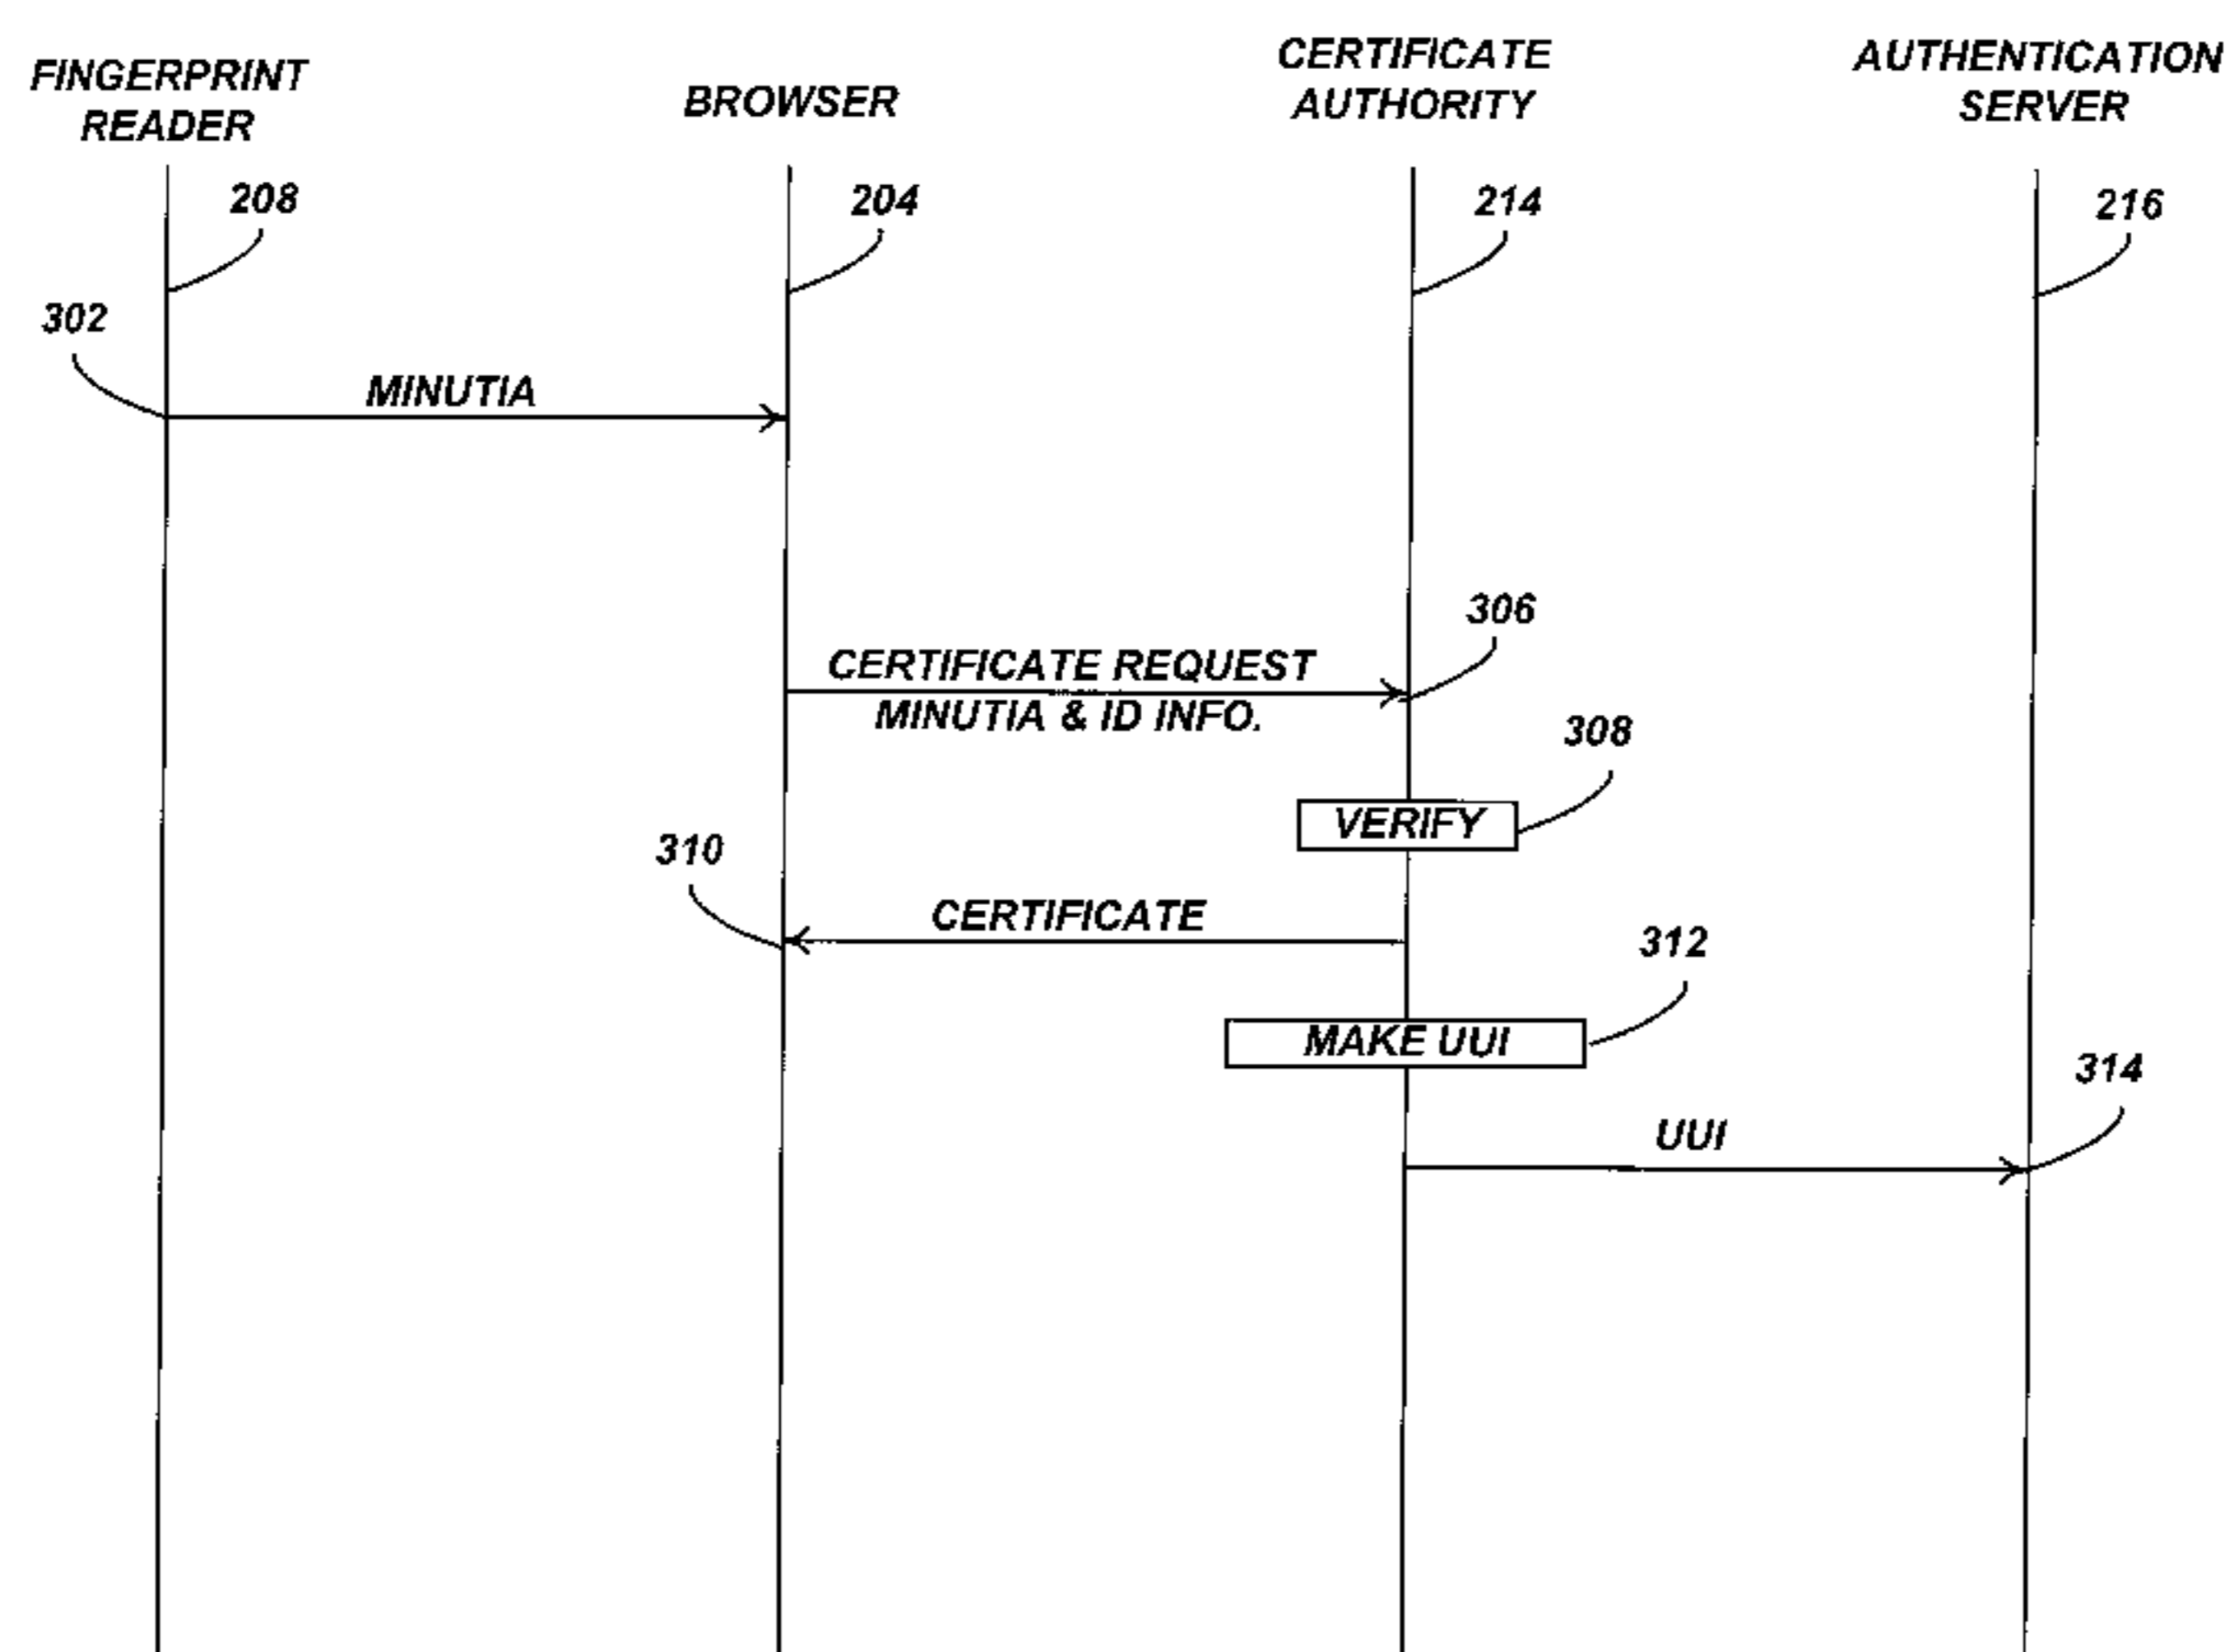 FINGERPRINT
READER
BROWSER
CERTIFICATE
AUTHORITY
AUTHENTICATION
SERVER
208
204
214
216
302
MINUTIA
306
CERTIFICATE REQUEST
MINUTIA & ID INFO.
308
VERIFY
310
CERTIFICATE
312
MAKE UUI
314
UUI